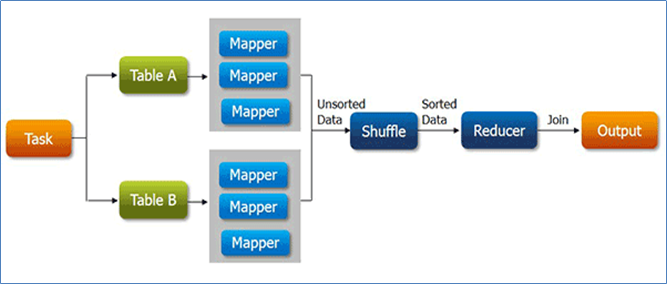 Task
Table A
Mapper
Mapper
Mapper
Table B
Mapper
Mapper
Mapper
Unsorted
Data
Shuffle
Sorted
Data
Reducer
Join
Output